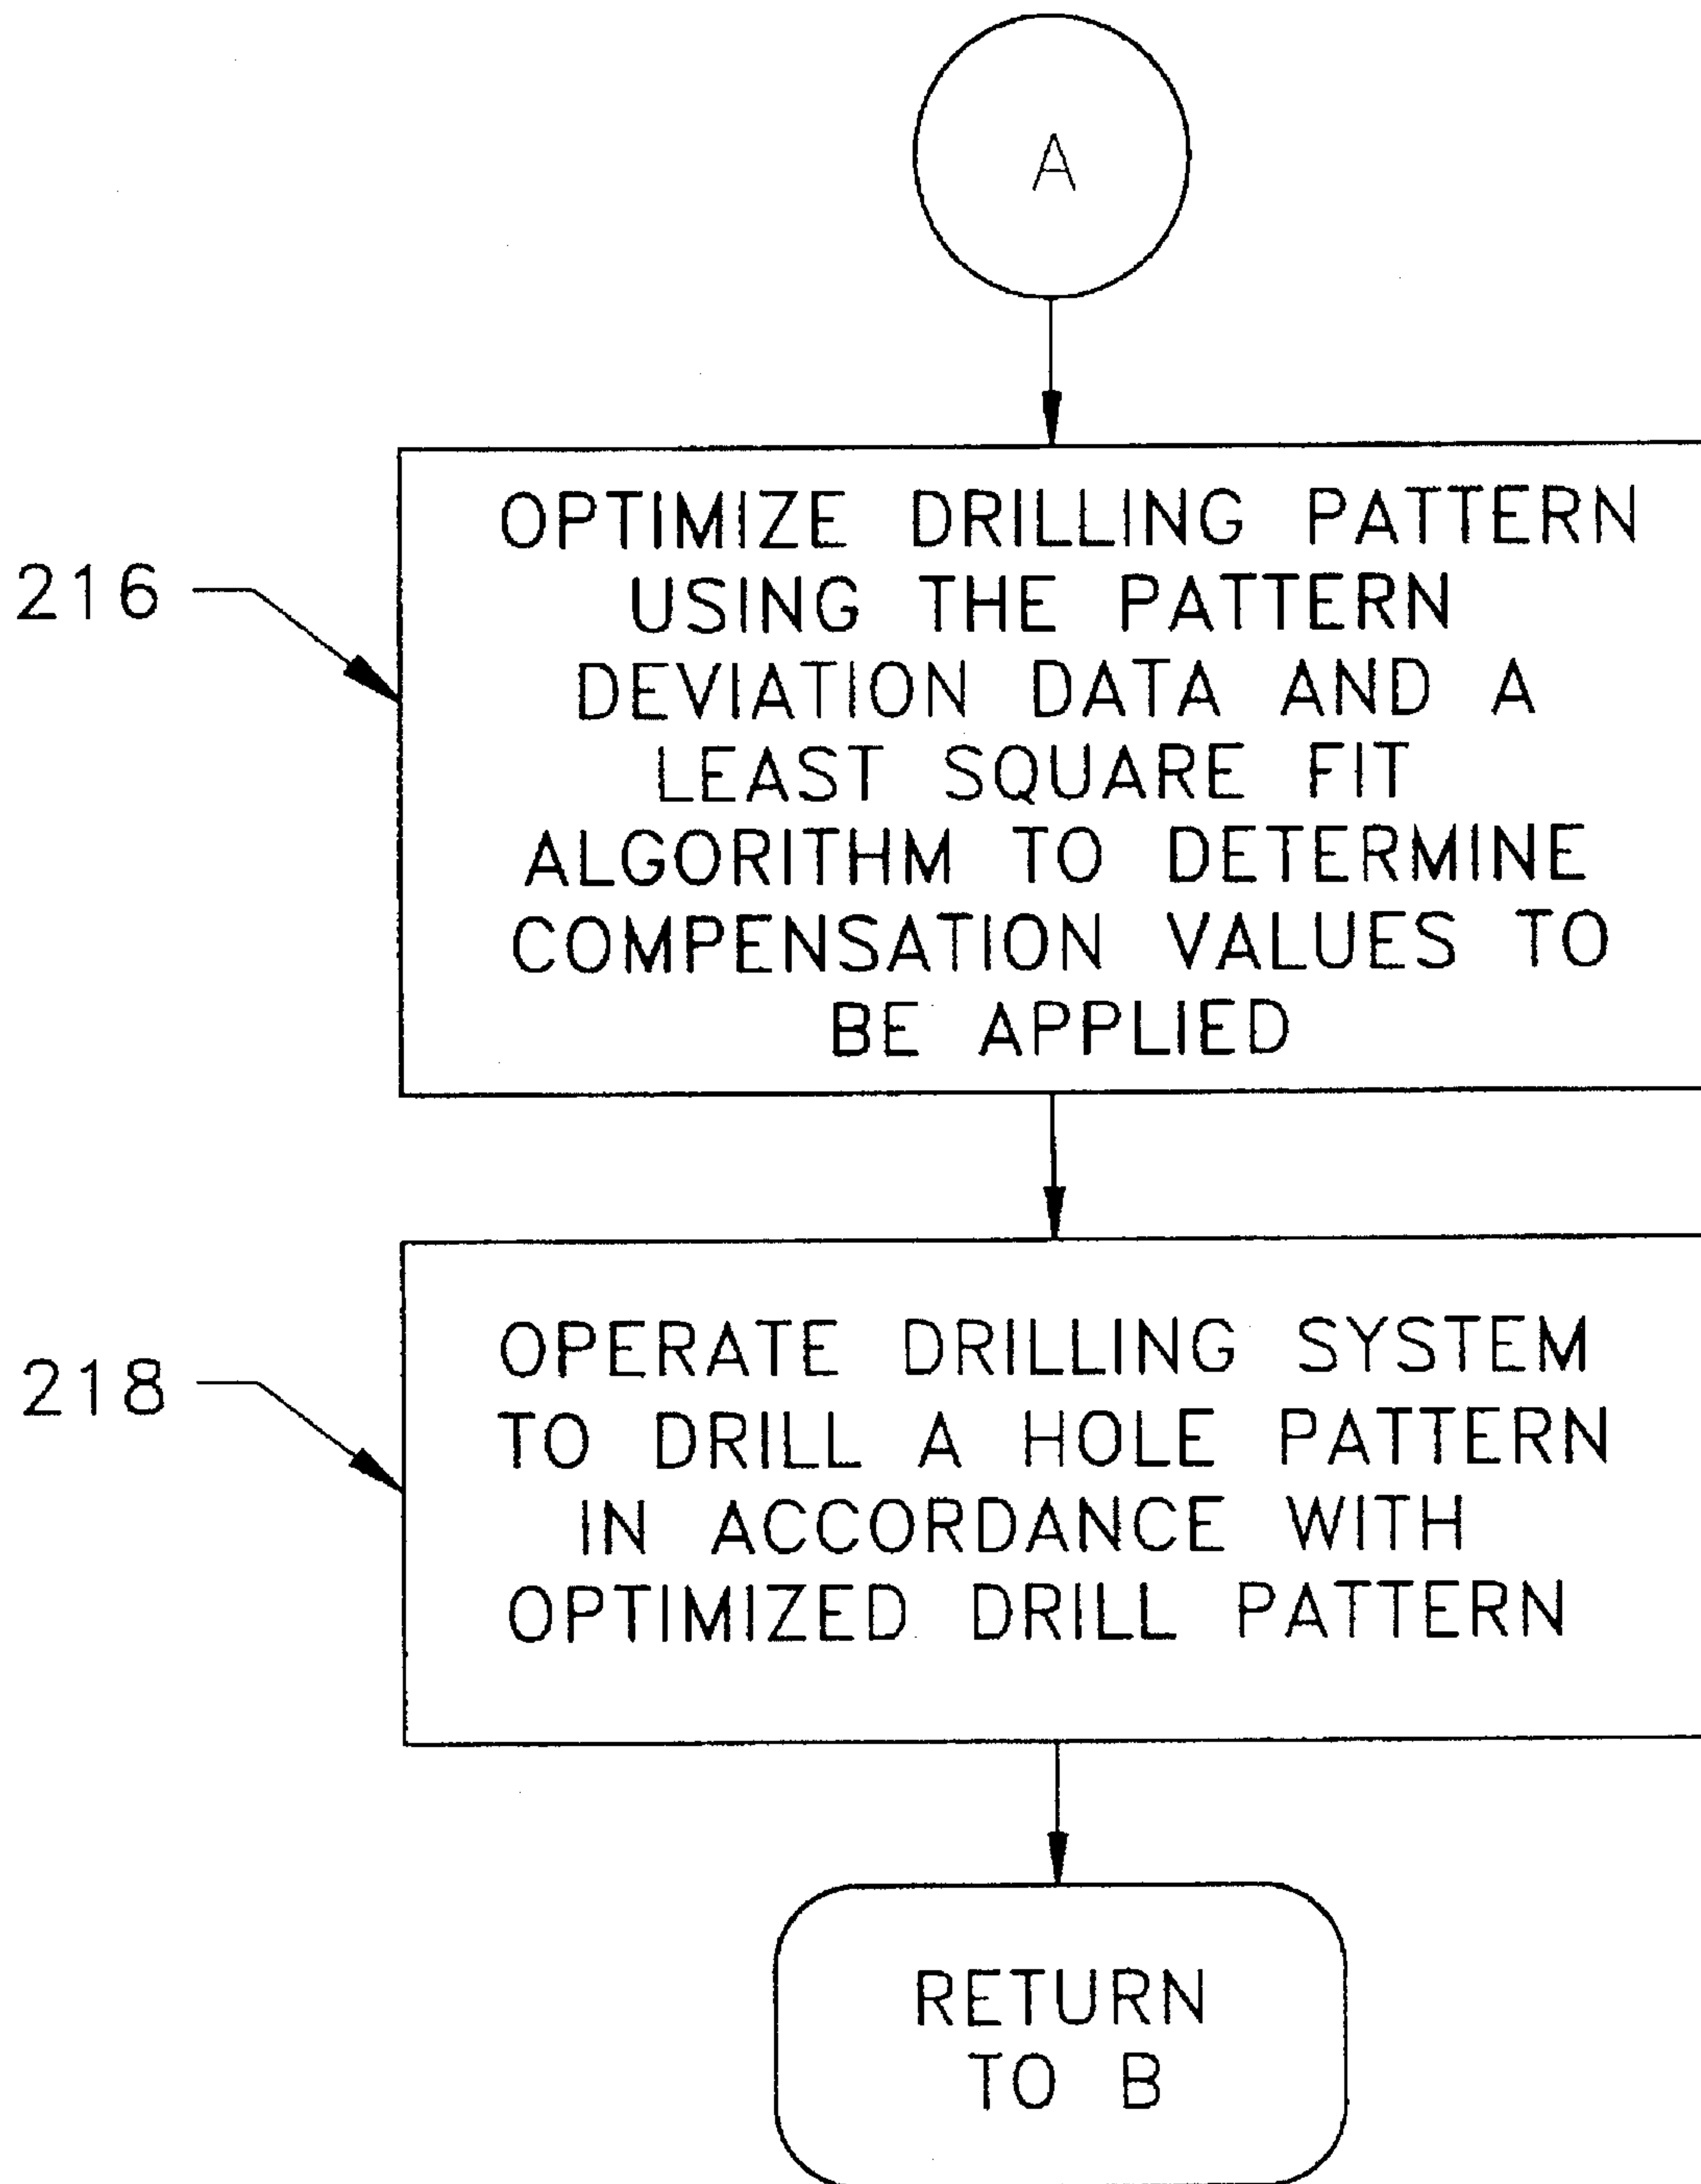 A
216
OPTIMIZE DRILLING PATTERN
USING THE PATTERN
DEVIATION DATA AND A
LEAST SQUARE FIT
ALGORITHM TO DETERMINE
COMPENSATION VALUES TO
BE APPLIED
218
OPERATE DRILLING SYSTEM
TO DRILL A HOLE PATTERN
IN ACCORDANCE WITH
OPTIMIZED DRILL PATTERN
RETURN
TO B